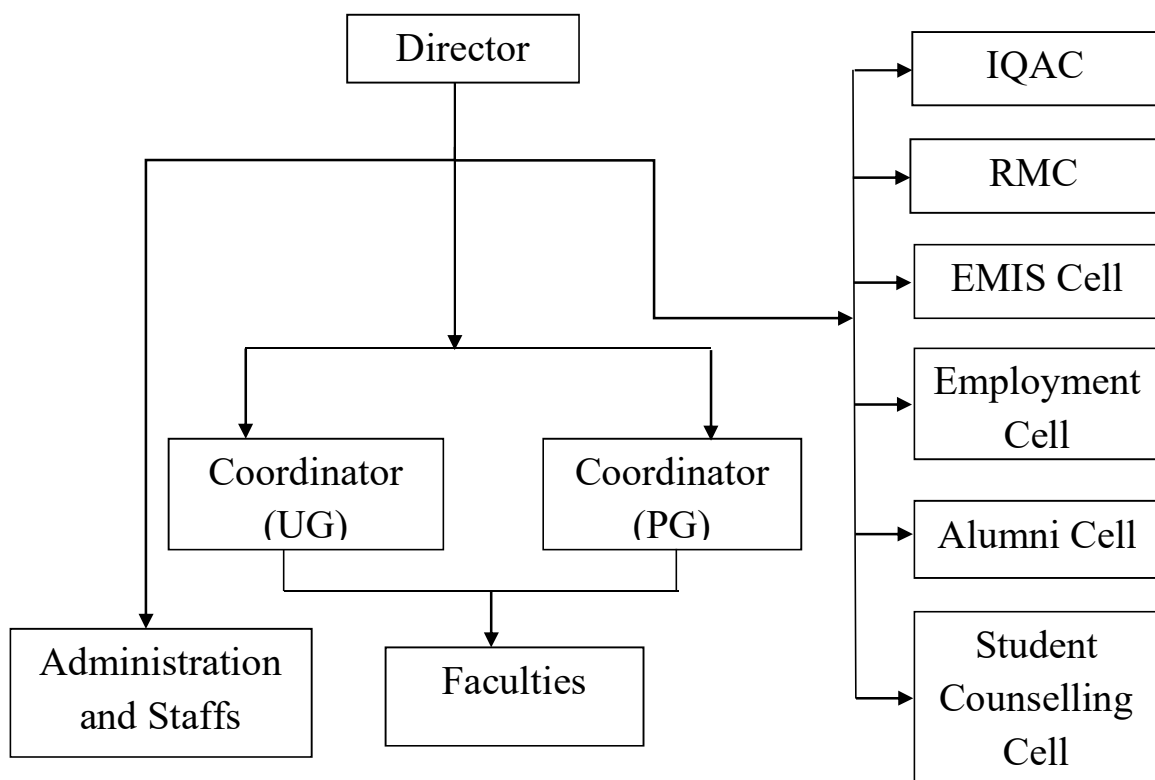 Director
IQAC
RMC
EMIS Cell
Employment
Cell
Coordinator
(UG)
Coordinator
(PG)
Alumni Cell
Administration
and Staffs
Faculties
Student
Counselling
Cell